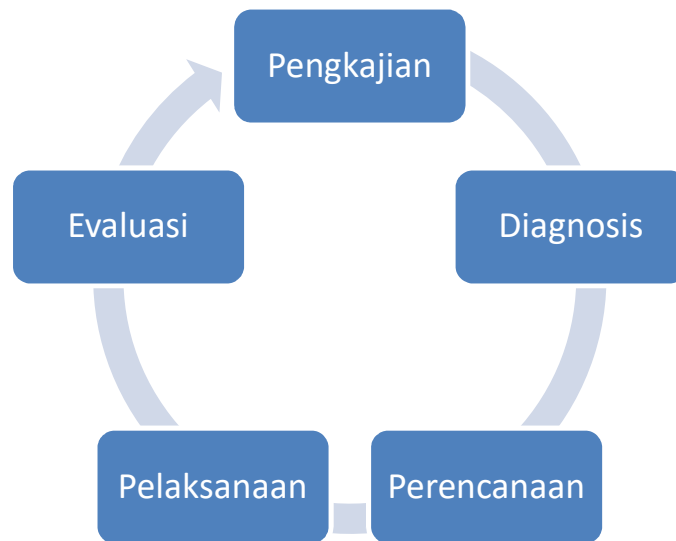 Pengkajian
Diagnosis
Perencanaan
Pelaksanaan
Evaluasi